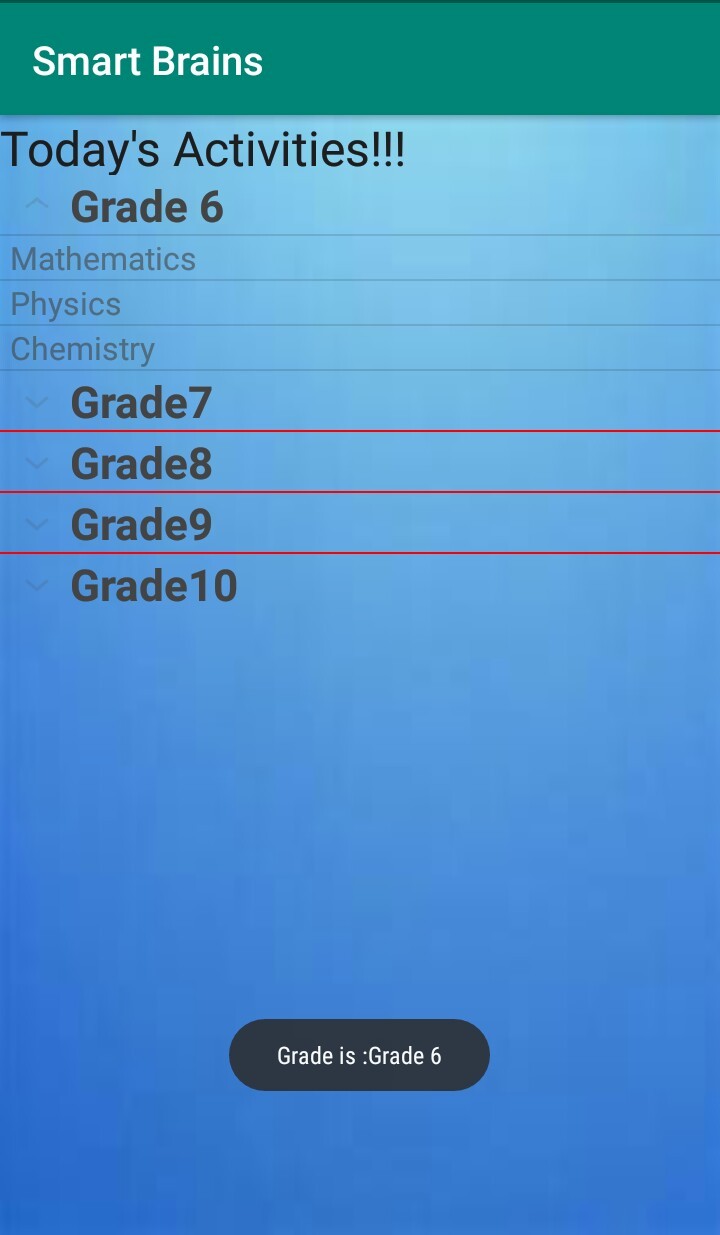 Smart Brains
Today's Activities!!!
Grade 6
Mathematics
Physics
Chemistry
Grade7
Grade8
Grade9
Grade10
Grade is :Grade 6